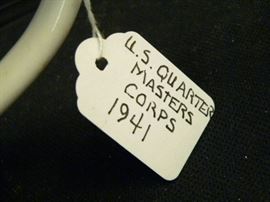 U.S. QUARTER
MASTERS
CORPS
1941